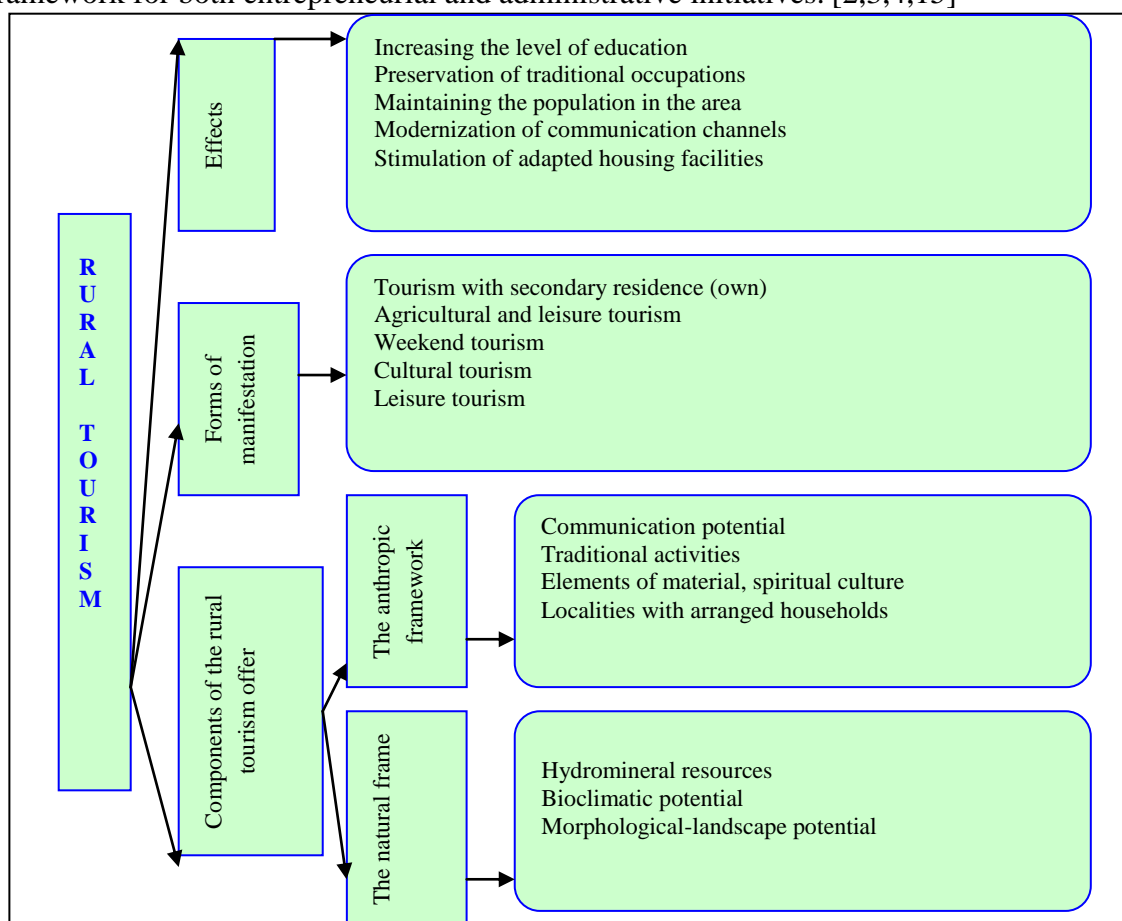 framework for both entrepreneurial and administrative initiatives. [2,3,4,13]
RURAL TOURISM
Effects
Increasing the level of education
Preservation of traditional occupations
Maintaining the population in the area
Modernization of communication channels
Stimulation of adapted housing facilities
Forms of
manifestation
Tourism with secondary residence (own)
Agricultural and leisure tourism
Weekend tourism
Cultural tourism
Leisure tourism
Components of the rural
tourism offer
The anthropic
framework
Communication potential
Traditional activities
Elements of material, spiritual culture
Localities with arranged households
The natural frame
Hydromineral resources
Bioclimatic potential
Morphological-landscape potential